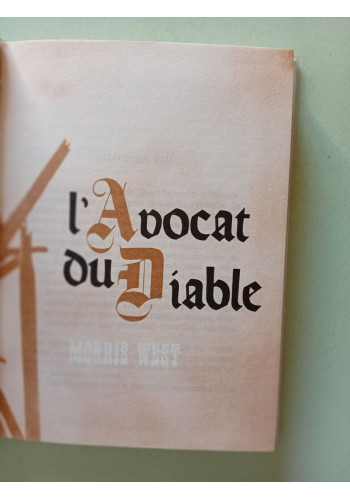 l'Avocat
du Diable
MORRIS WEST